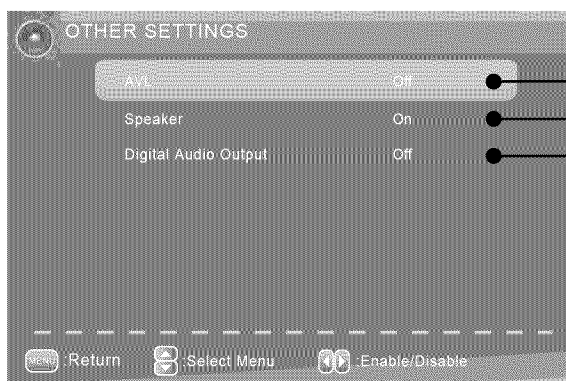 OTHER SETTINGS
AVL Off
Speaker On
Digital Audio Output Off
MENU :Return :Select Menu :Enable/Disable